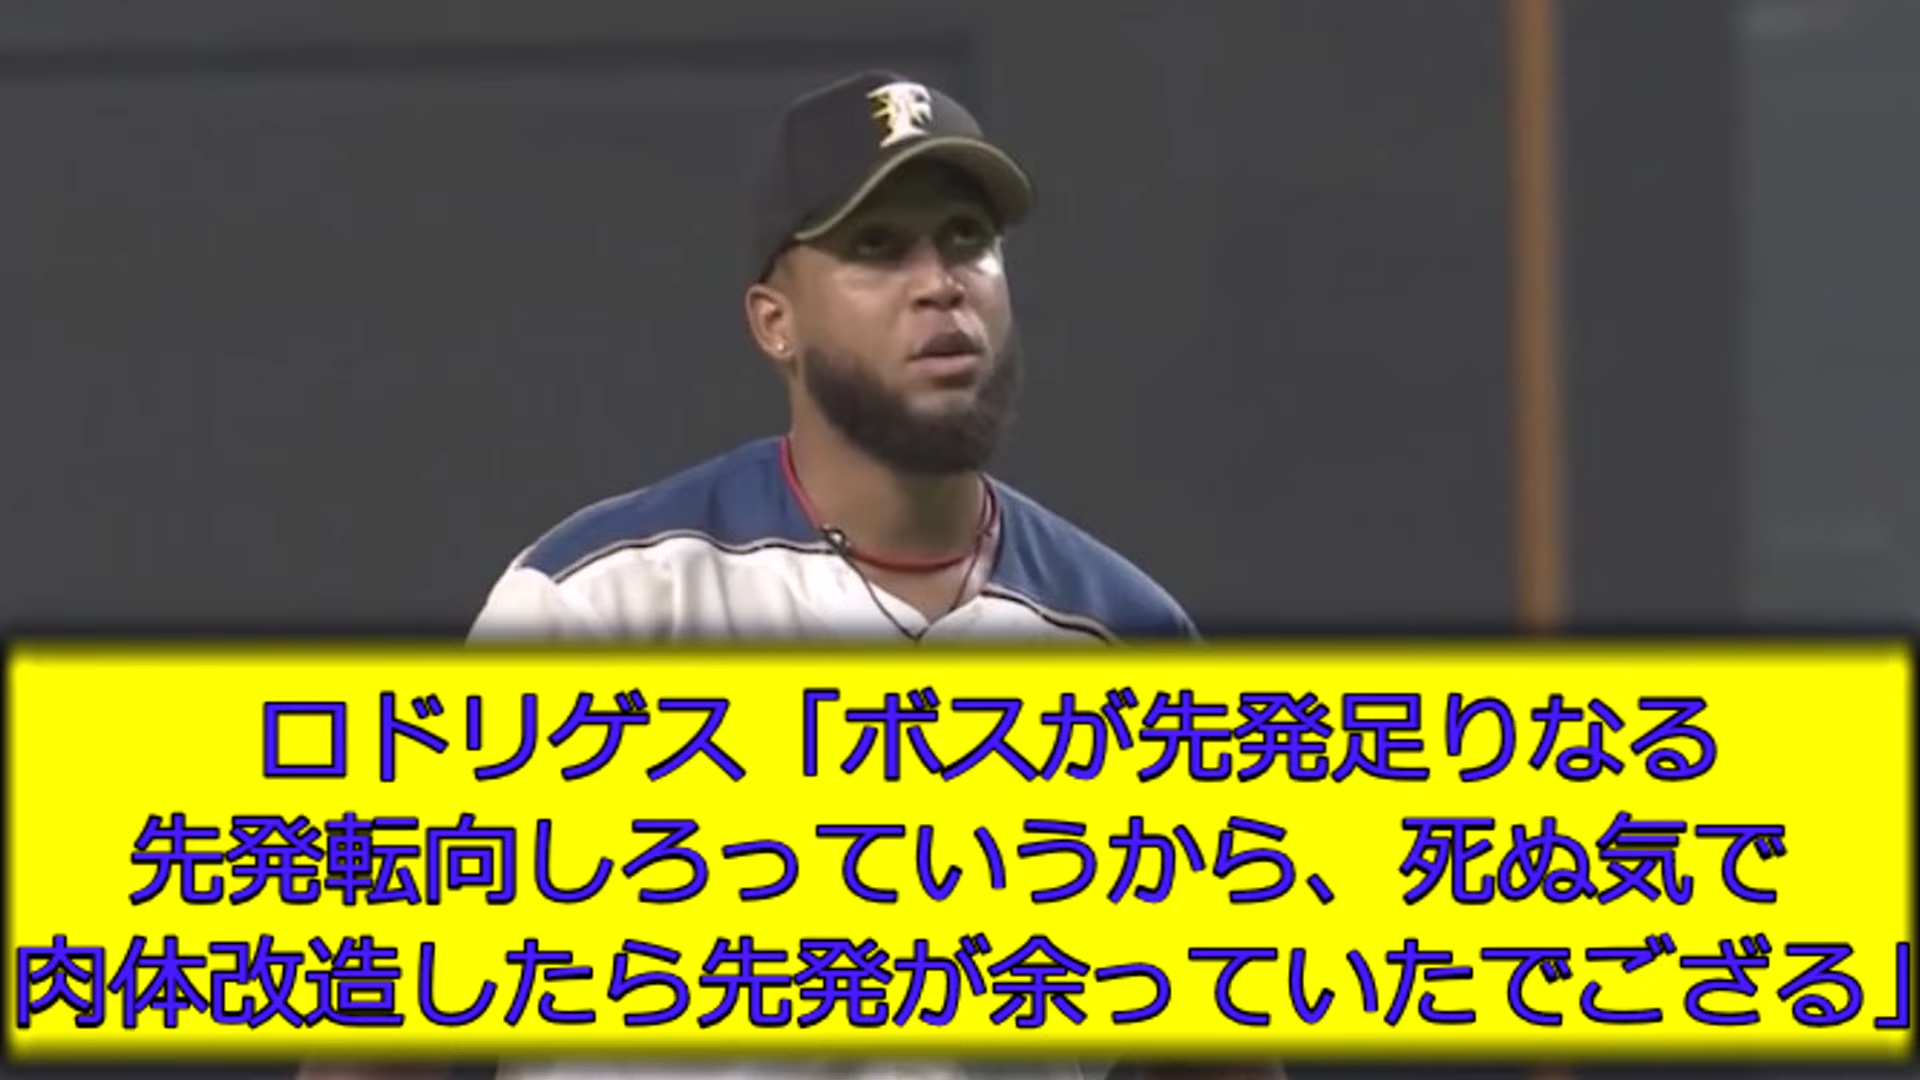 F
ロドリゲス「ボスが先発足りなる
先発転向しろっていうから、死ぬ気で
肉体改造したら先発が余っていたでござる」